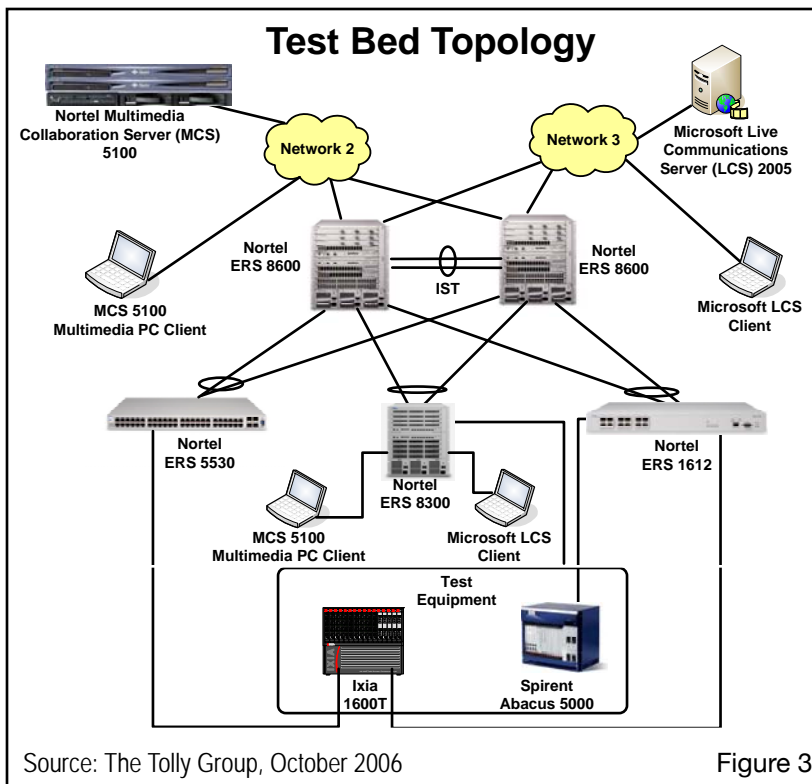 Test Bed Topology
Nortel Multimedia
Collaboration Server (MCS)
5100
Network 2
Network 3
Microsoft Live
Communications
Server (LCS) 2005
Nortel
ERS 8600
Nortel
ERS 8600
IST
MCS 5100
Multimedia PC Client
Microsoft LCS
Client
Nortel
ERS 5530
Nortel
ERS 8300
Nortel
ERS 1612
MCS 5100
Multimedia PC Client
Microsoft LCS
Client
Test
Equipment
IXIA
Ixia
1600T
Spirent
Abacus 5000
Source: The Tolly Group, October 2006
Figure 3